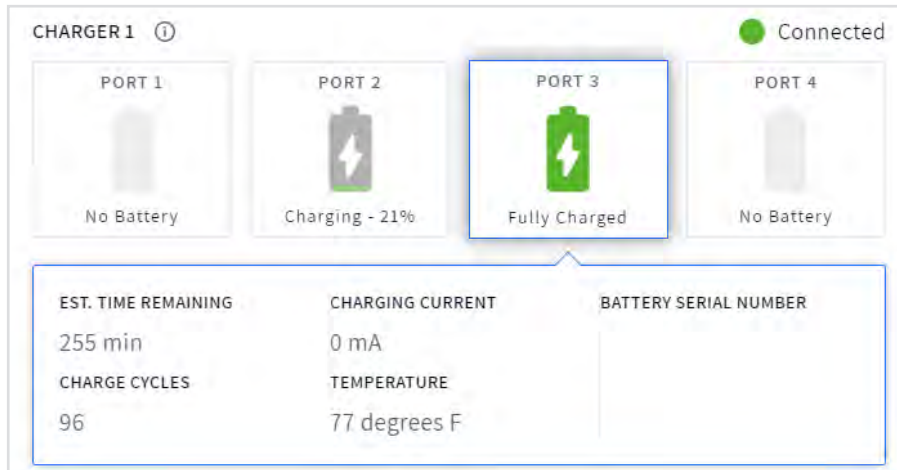 CHARGER 1
Connected
PORT 1
No Battery
PORT 2
Charging - 21%
PORT 3
Fully Charged
PORT 4
No Battery
EST. TIME REMAINING
255 min
CHARGING CURRENT
0 mA
BATTERY SERIAL NUMBER
CHARGE CYCLES
96
TEMPERATURE
77 degrees F